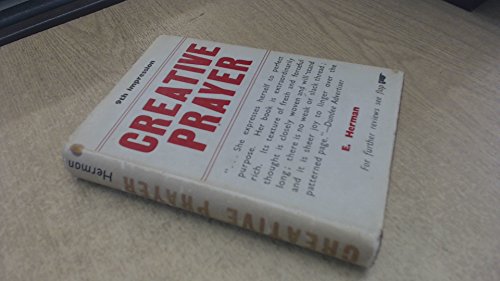 9th Impression
CREATIVE
PRAYER
"... She expresses herself to perfect
purpose. Her book is extraordinarily
rich. Its texture of fresh and forceful
thought is closely woven and will stand
long; there is no weak or slack thread;
and it is sheer joy to linger over the
patterned page."—Dundee Advertiser
E. Herman
For further reviews see flap
Herman
CREATIVE PRAYER